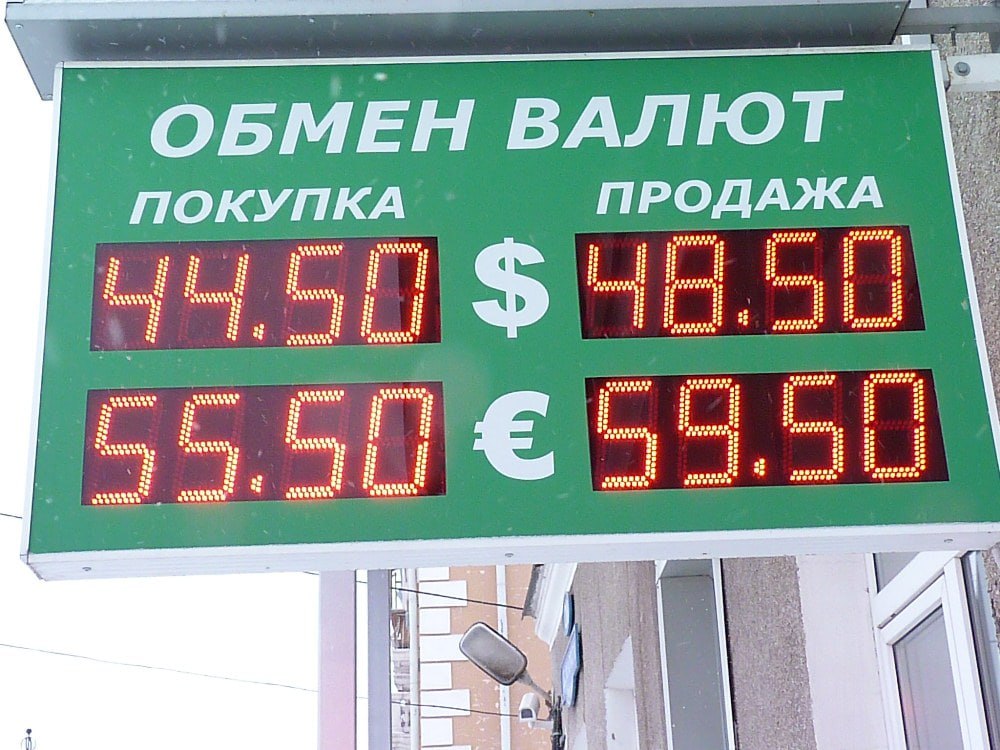 ОБМЕН ВАЛЮТ
ПОКУПКА ПРОДАЖА
44.50 $ 48.50
55.50 € 59.50